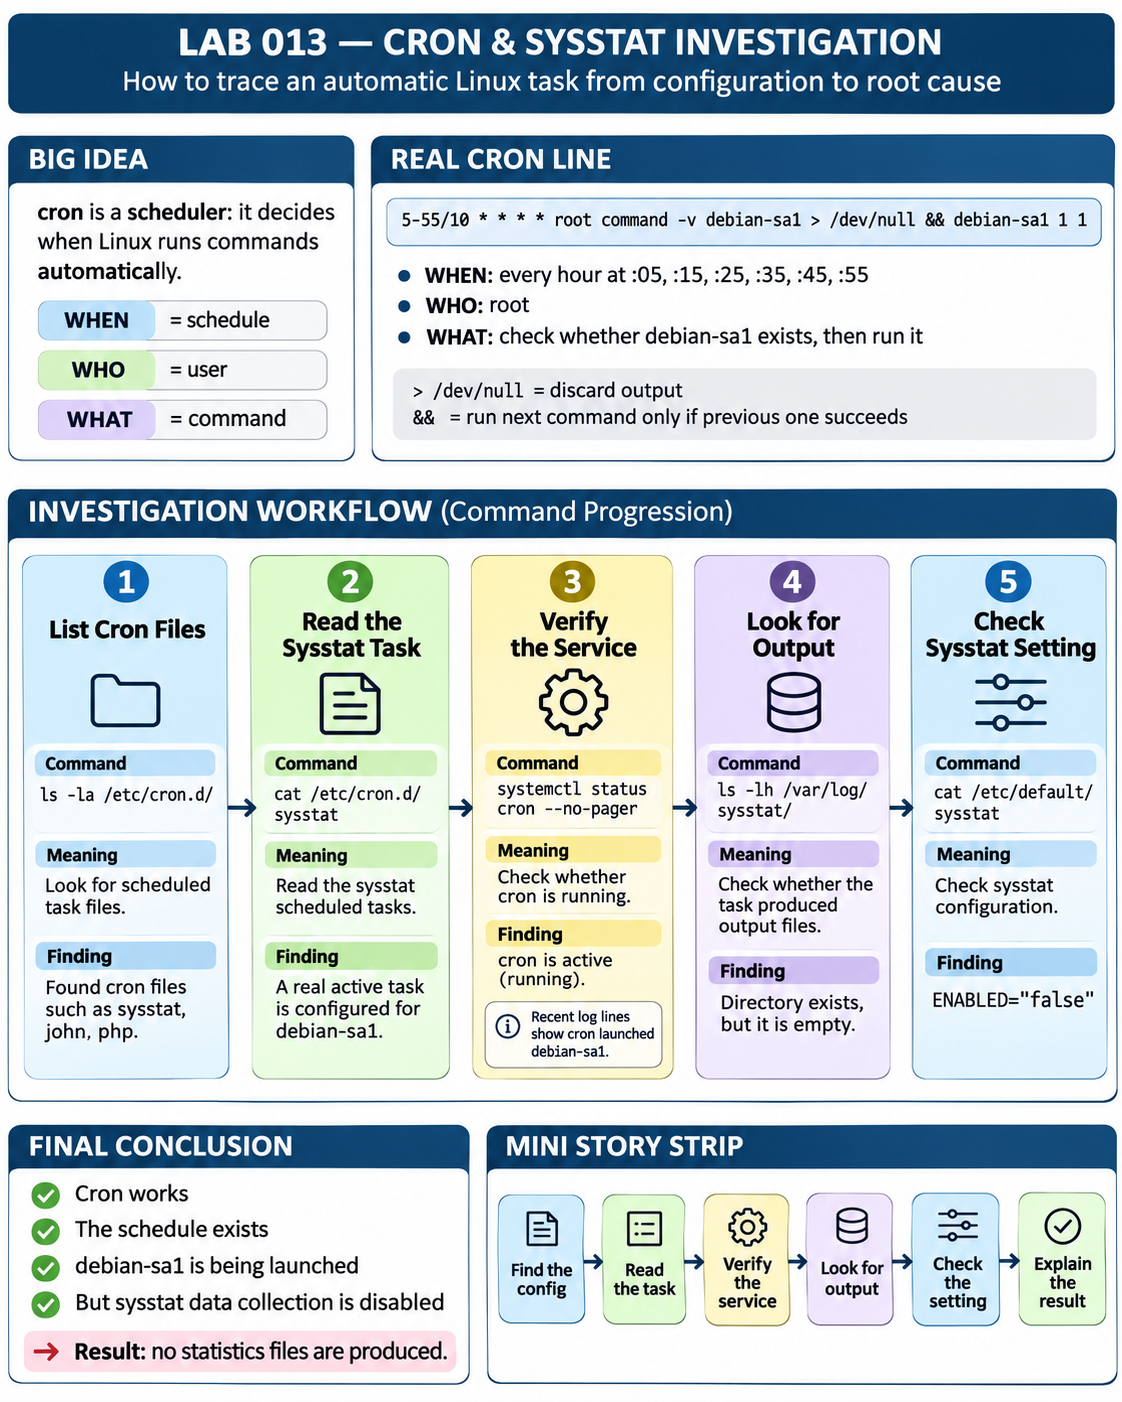 LAB 013 — CRON & SYSSTAT INVESTIGATION
How to trace an automatic Linux task from configuration to root cause
BIG IDEA
cron is a scheduler: it decides
when Linux runs commands
automatically.
WHEN = schedule
WHO = user
WHAT = command
REAL CRON LINE
5-55/10 * * * * root command -v debian-sa1 > /dev/null && debian-sa1 1 1
• WHEN: every hour at :05, :15, :25, :35, :45, :55
• WHO: root
• WHAT: check whether debian-sa1 exists, then run it
> /dev/null = discard output
&& = run next command only if previous one succeeds
INVESTIGATION WORKFLOW (Command Progression)
1
List Cron Files
Command
ls -la /etc/cron.d/
Meaning
Look for scheduled
task files.
Finding
Found cron files
such as sysstat,
john, php.
2
Read the
Sysstat Task
Command
cat /etc/cron.d/
sysstat
Meaning
Read the sysstat
scheduled tasks.
Finding
A real active task
is configured for
debian-sa1.
3
Verify
the Service
Command
systemctl status
cron --no-pager
Meaning
Check whether
cron is running.
Finding
cron is active
(running).
Recent log lines
show cron launched
debian-sa1.
4
Look for
Output
Command
ls -lh /var/log/
sysstat/
Meaning
Check whether the
task produced
output files.
Finding
Directory exists,
but it is empty.
5
Check
Sysstat Setting
Command
cat /etc/default/
sysstat
Meaning
Check sysstat
configuration.
Finding
ENABLED="false"
FINAL CONCLUSION
Cron works
The schedule exists
debian-sa1 is being launched
But sysstat data collection is disabled
→ Result: no statistics files are produced.
MINI STORY STRIP
Find the
config
Read
the task
Verify
the
service
Look for
output
Check
the
setting
Explain
the
result